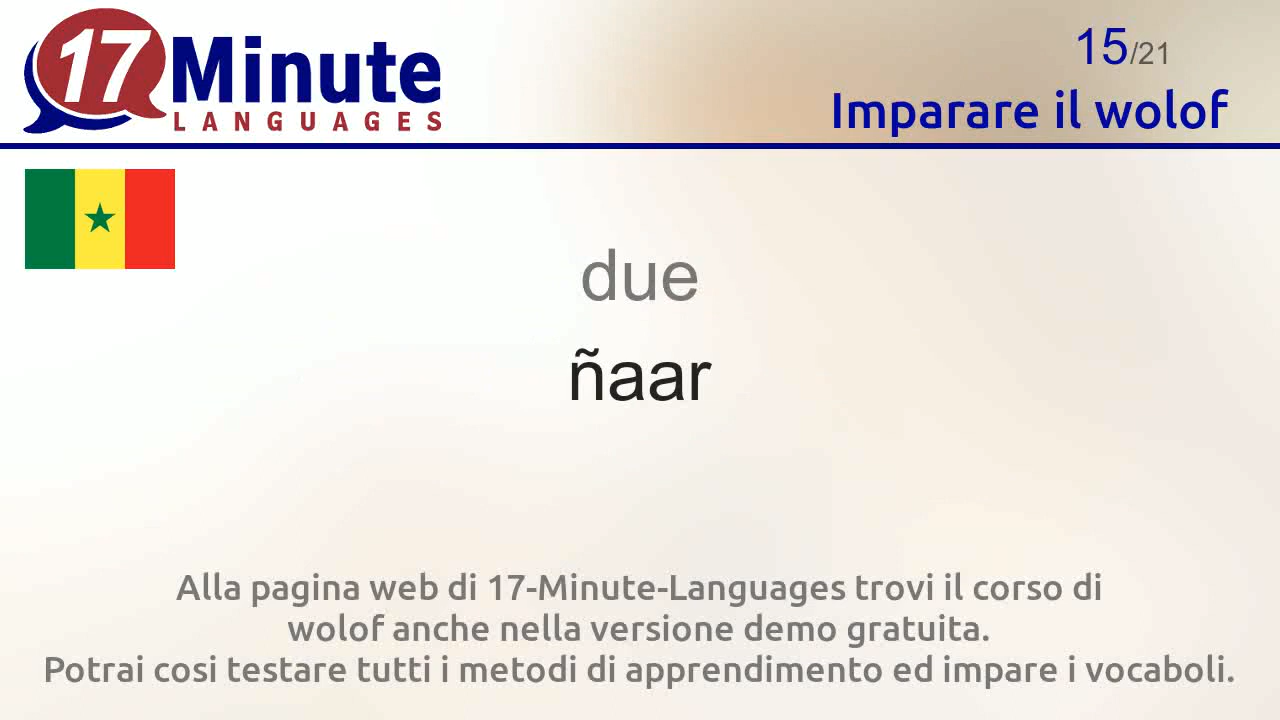 17 Minute
LANGUAGES
15/21
Imparare il wolof
due
ñaar
Alla pagina web di 17-Minute-Languages trovi il corso di
wolof anche nella versione demo gratuita.
Potrai cosi testare tutti i metodi di apprendimento ed impare i vocaboli.